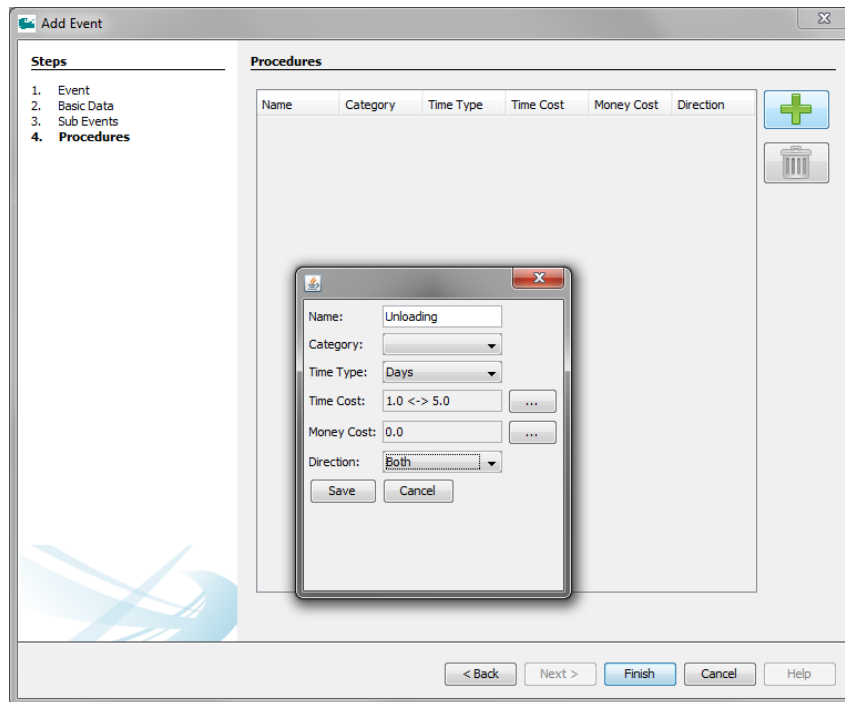 Add Event
Steps
1. Event
2. Basic Data
3. Sub Events
4. Procedures
Procedures
Name Category Time Type Time Cost Money Cost Direction
Name: Unloading
Category:
Time Type: Days
Time Cost: 1.0 <-> 5.0 ...
Money Cost: 0.0 ...
Direction: Both
Save Cancel
< Back Next > Finish Cancel Help